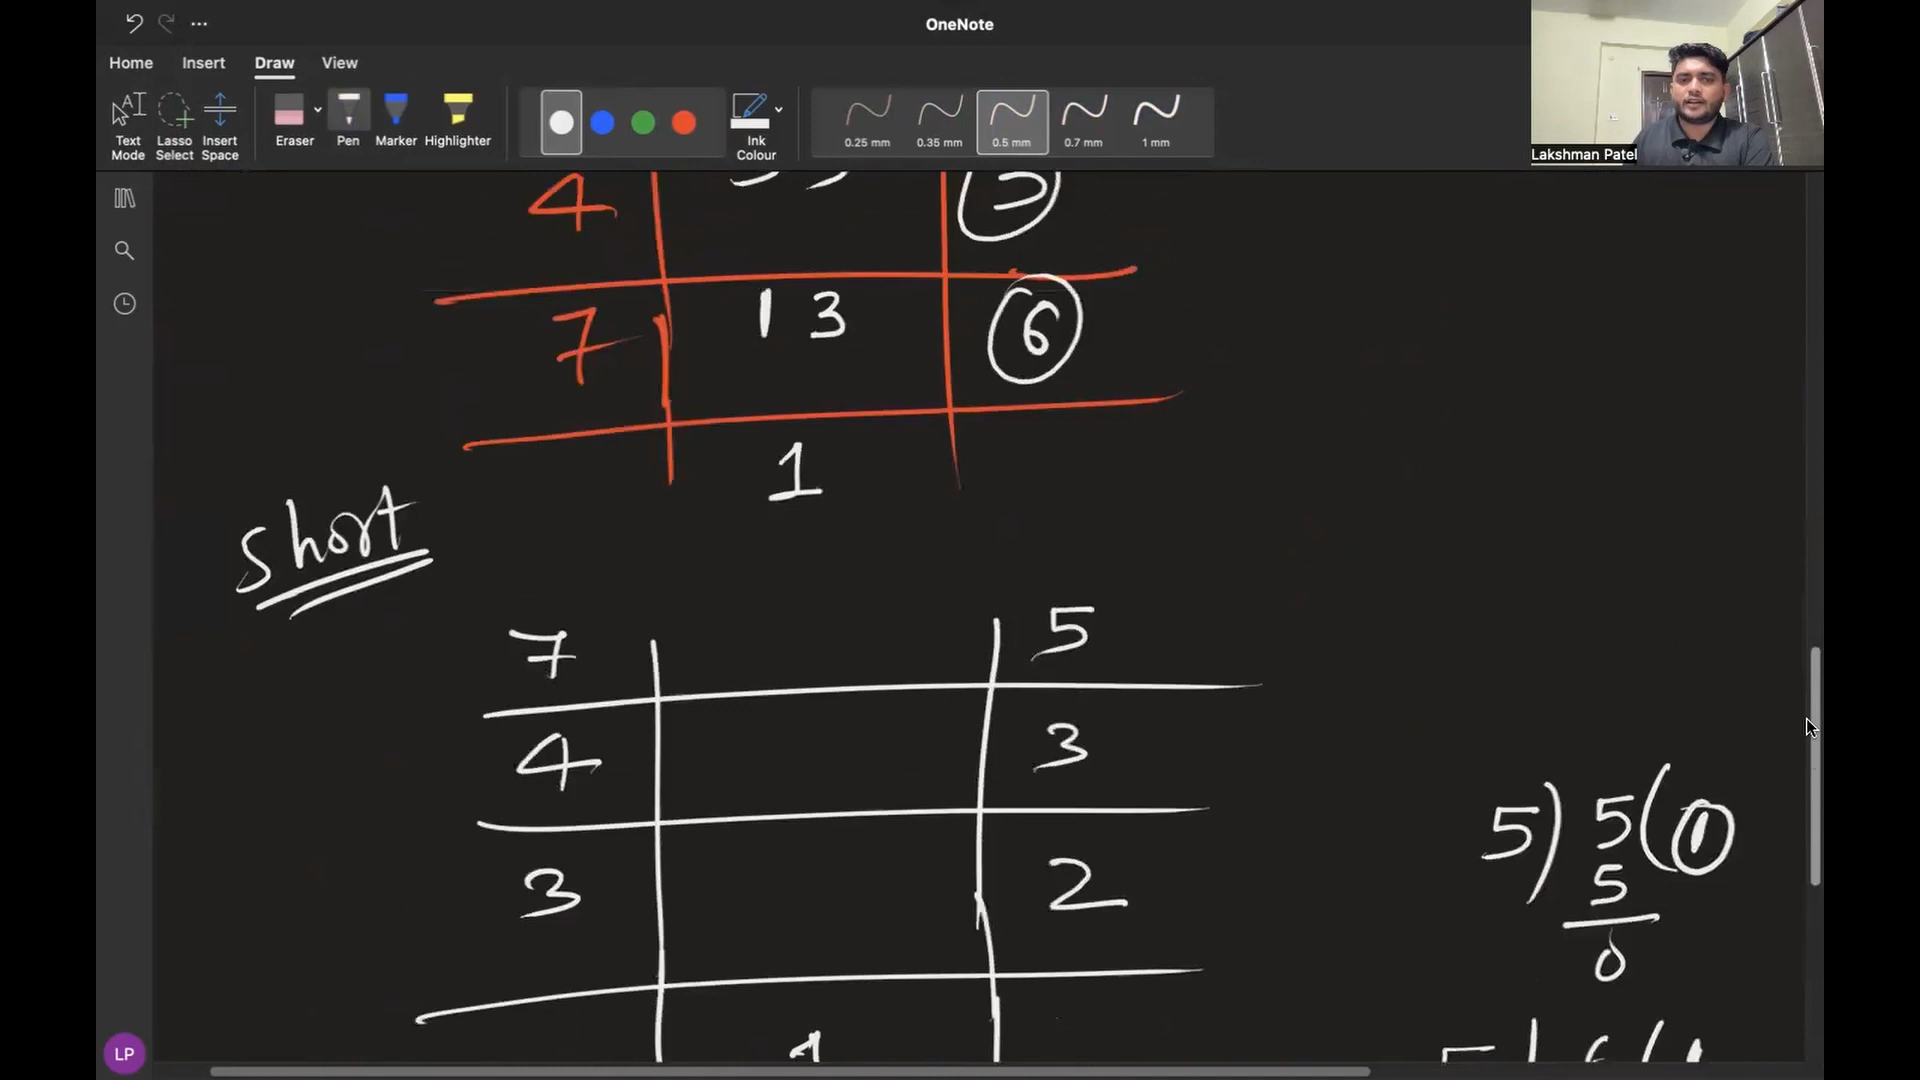 OneNote
Home Insert Draw View
Text Mode
Lasso Select
Insert Space
Eraser
Pen
Marker
Highlighter
Ink Colour
0.25 mm
0.35 mm
0.5 mm
0.7 mm
1 mm
Lakshman Patel
4
7 13 6
1
Short
7 5
4 3
3 2
5) 5 (1
5
0
LP